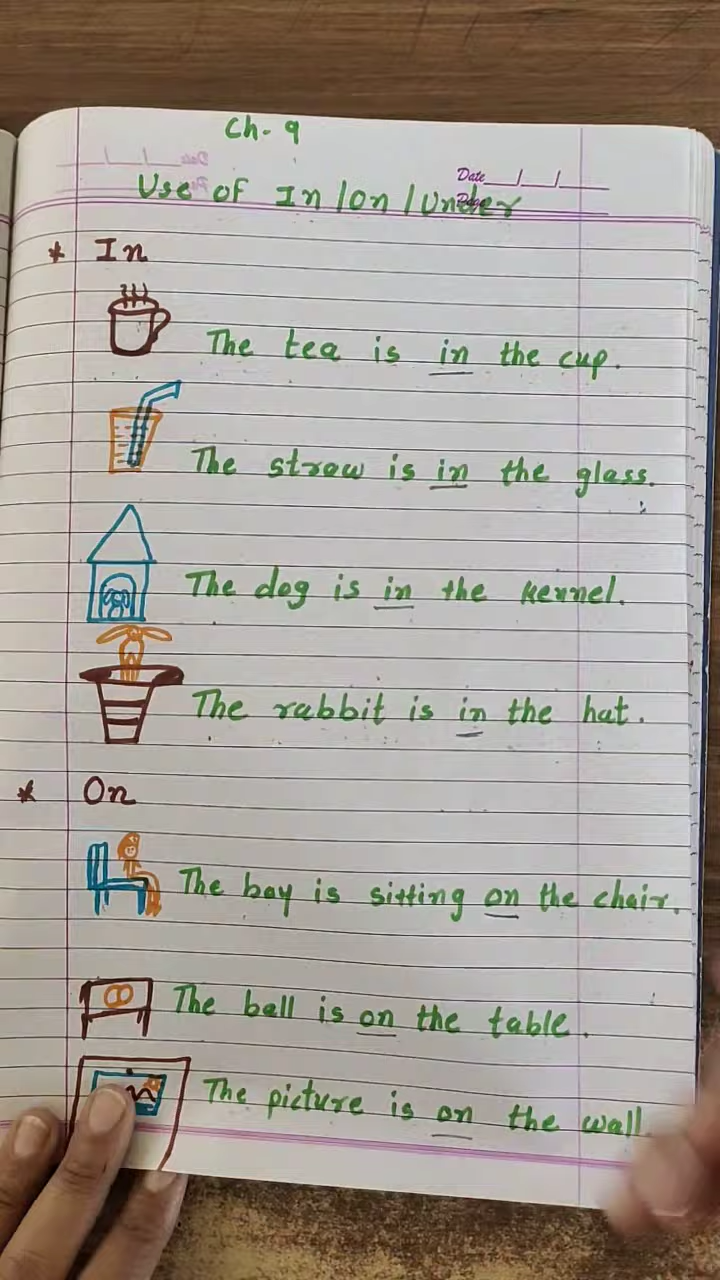 Ch- 9
Date
Use of In/on/Under
* In
The tea is in the cup.
The straw is in the glass.
The dog is in the kennel.
The rabbit is in the hat.
* On
The boy is sitting on the chair.
The ball is on the table.
The picture is on the wall